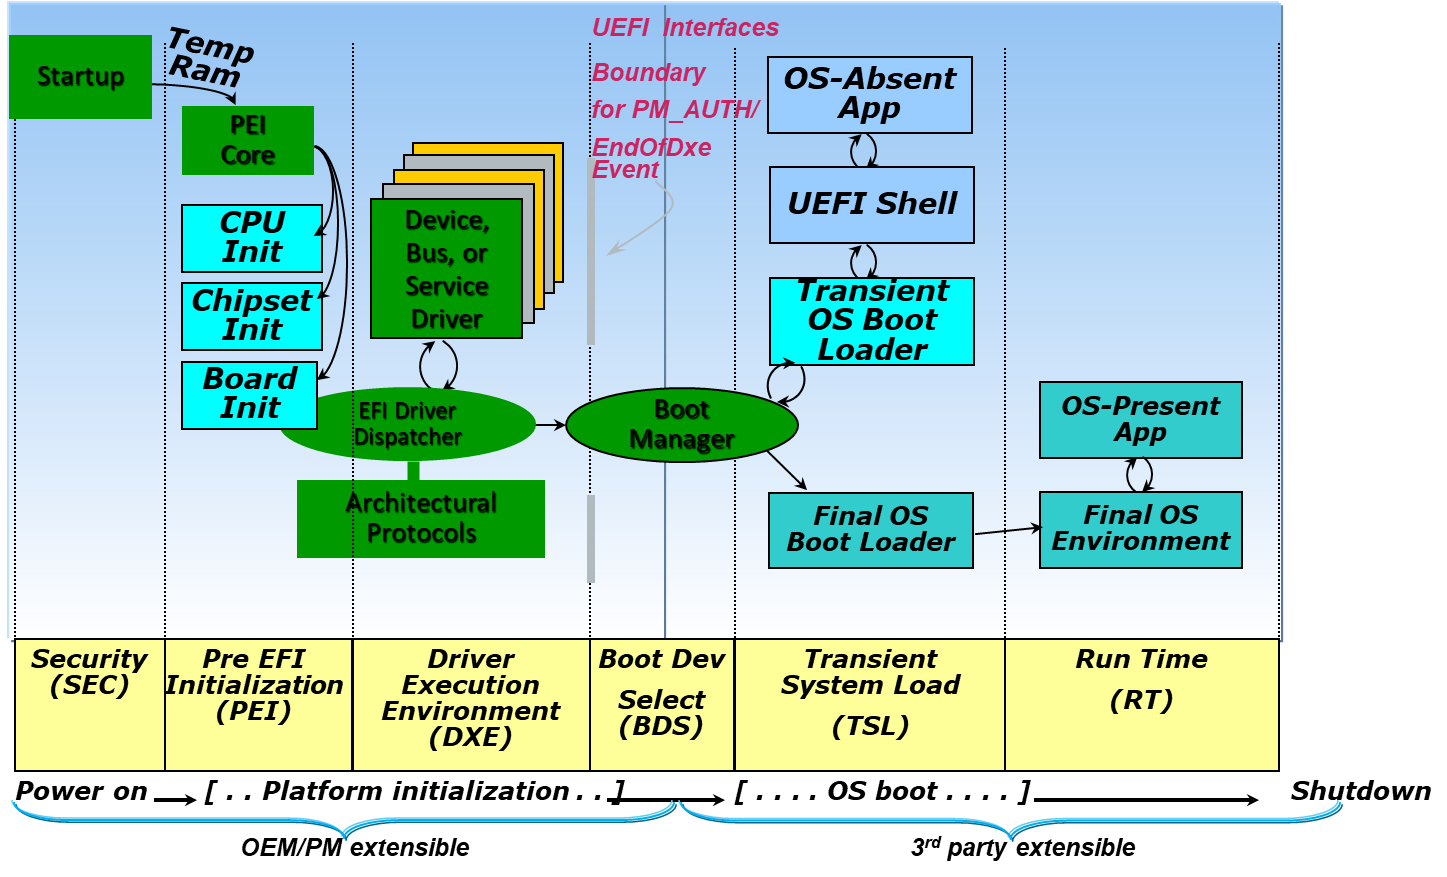 Startup
Temp
Ram
PEI
Core
CPU
Init
Chipset
Init
Board
Init
Device,
Bus, or
Service
Driver
EFI Driver
Dispatcher
Architectural
Protocols
UEFI Interfaces
Boundary
for PM_AUTH/
EndOfDxe
Event
Boot
Manager
OS-Absent
App
UEFI Shell
Transient
OS Boot
Loader
Final OS
Boot Loader
OS-Present
App
Final OS
Environment
Security
(SEC)
Pre EFI
Initialization
(PEI)
Driver
Execution
Environment
(DXE)
Boot Dev
Select
(BDS)
Transient
System Load
(TSL)
Run Time
(RT)
Power on
[ . . Platform initialization . . . ]
[ . . . . OS boot . . . . ]
Shutdown
OEM/PM extensible
3rd party extensible